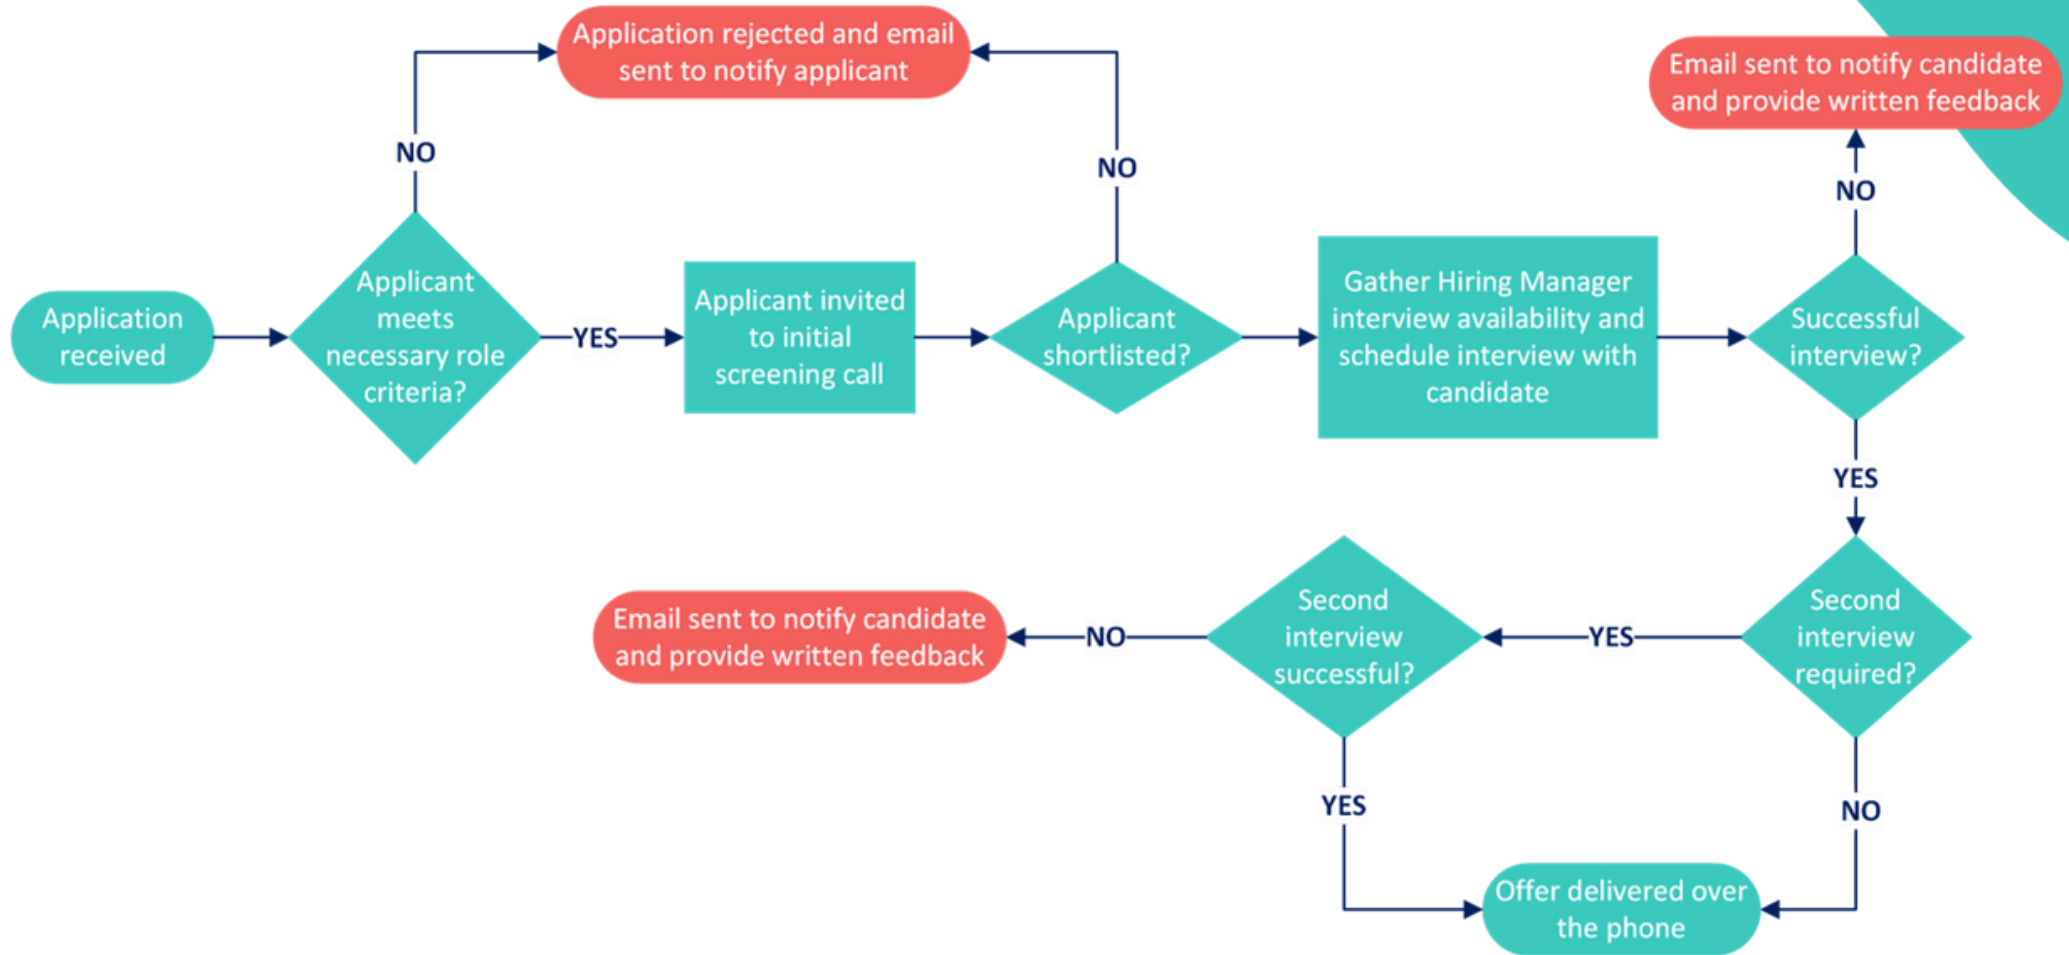 Application rejected and email
sent to notify applicant
Email sent to notify candidate
and provide written feedback
NO
NO
NO
Application
received
Applicant
meets
necessary role
criteria?
YES
Applicant invited
to initial
screening call
Applicant
shortlisted?
Gather Hiring Manager
interview availability and
schedule interview with
candidate
Successful
interview?
YES
Second
interview
required?
YES
Second
interview
successful?
NO
Email sent to notify candidate
and provide written feedback
YES
NO
Offer delivered over
the phone